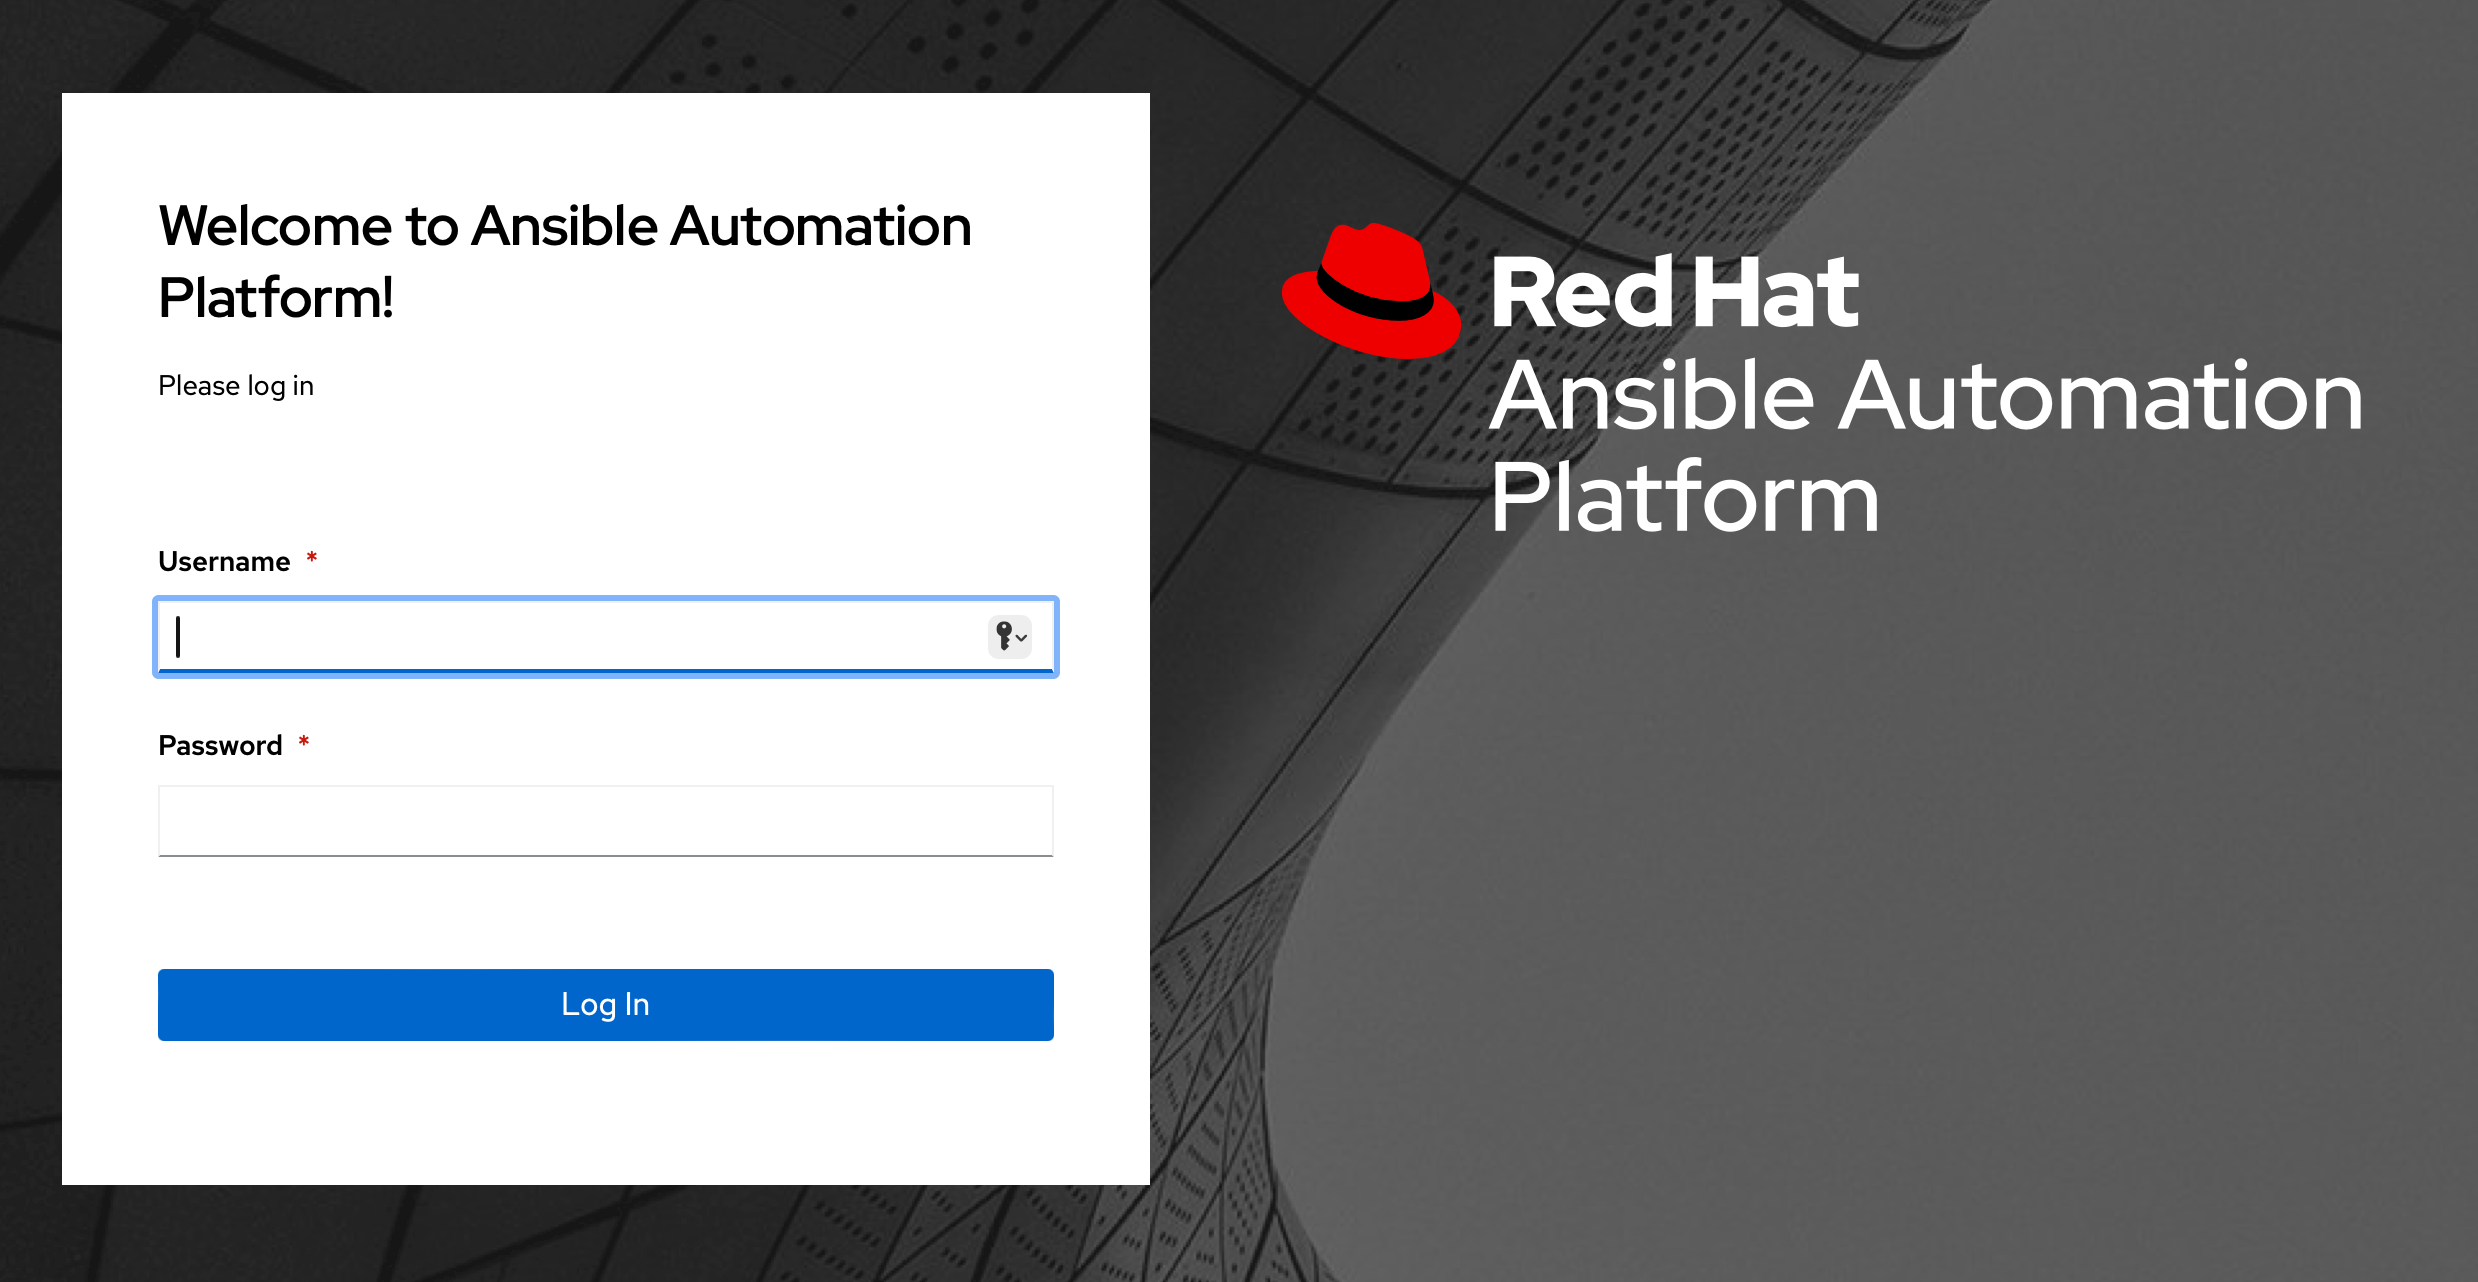 Welcome to Ansible Automation
Platform!
Please log in
Username *
Password *
Log In
Red Hat
Ansible Automation
Platform